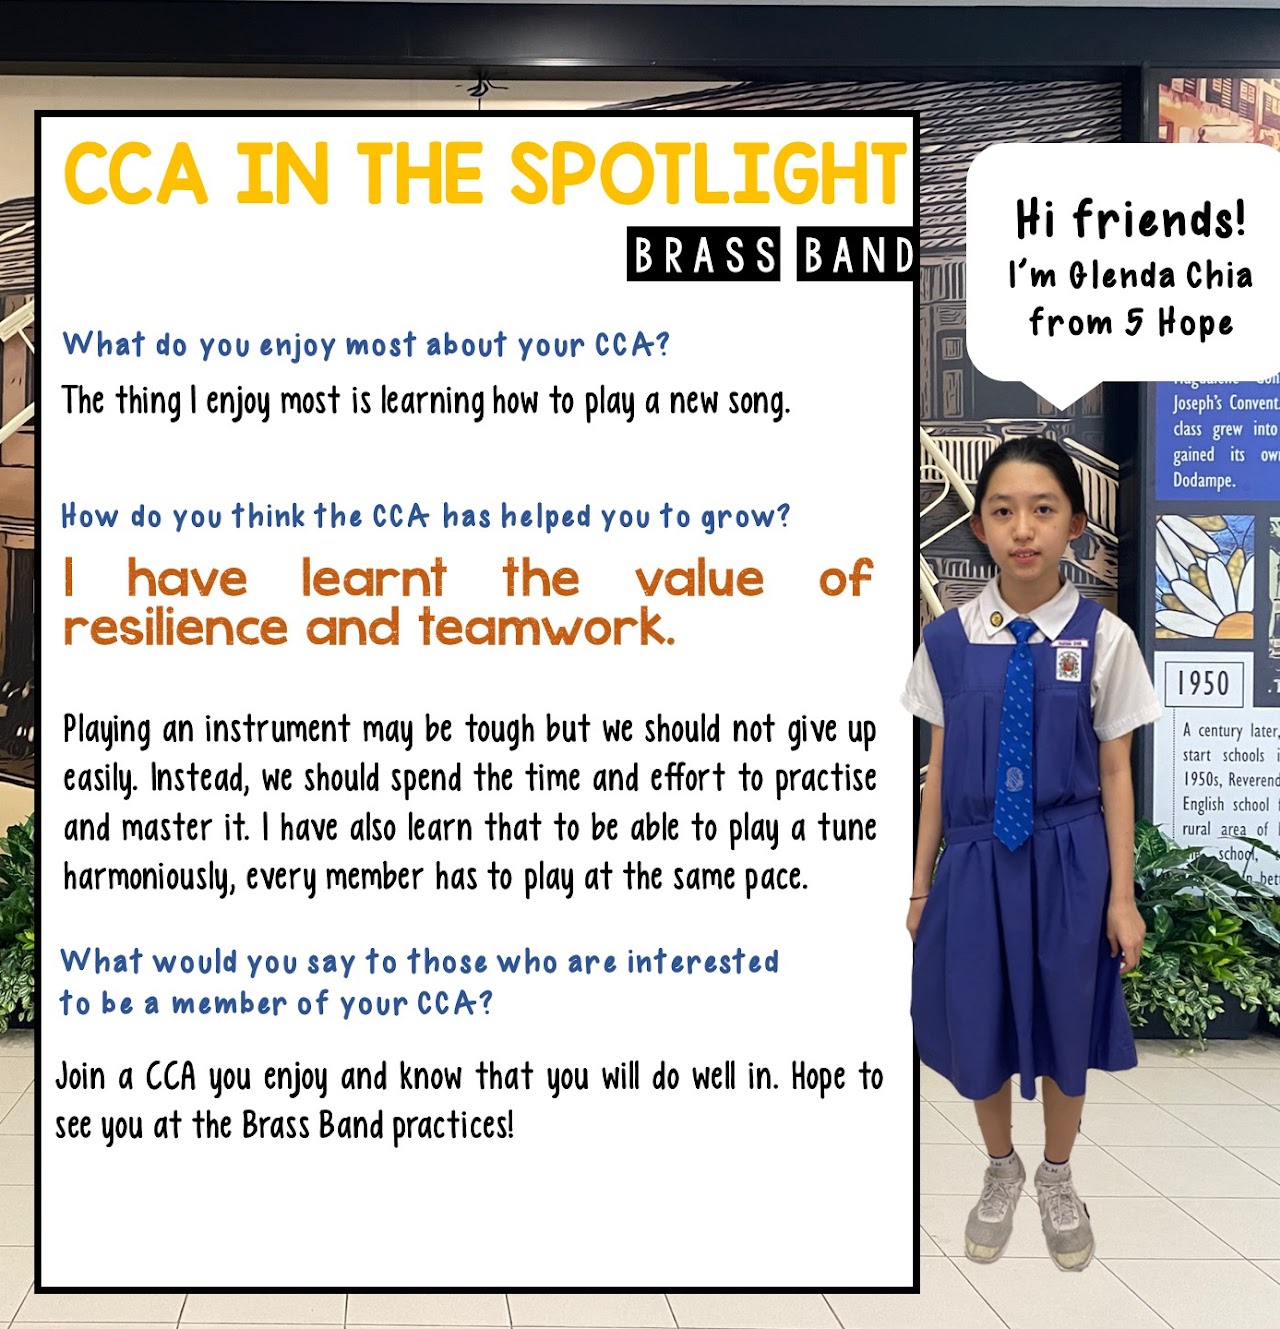 CCA IN THE SPOTLIGHT
BRASS BAND
What do you enjoy most about your CCA?
The thing I enjoy most is learning how to play a new song.
How do you think the CCA has helped you to grow?
I have learnt the value of
resilience and teamwork.
Playing an instrument may be tough but we should not give up
easily. Instead, we should spend the time and effort to practise
and master it. I have also learn that to be able to play a tune
harmoniously, every member has to play at the same pace.
What would you say to those who are interested
to be a member of your CCA?
Join a CCA you enjoy and know that you will do well in. Hope to
see you at the Brass Band practices!
Hi friends!
I'm Glenda Chia
from 5 Hope
Joseph's Convent.
class grew into
gained its
Dodampe.
1950
A century later,
start schools
1950s, Reverend
English school
rural area of
school,